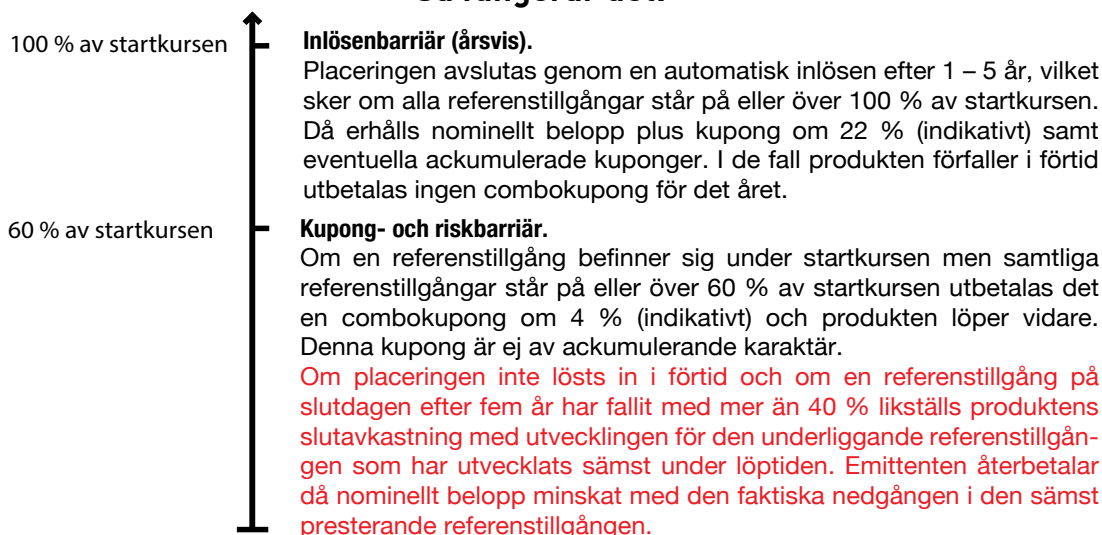 100 % av startkursen
Inlösenbarriär (årsvis).
Placeringen avslutas genom en automatisk inlösen efter 1 – 5 år, vilket
sker om alla referenstillgångar står på eller över 100 % av startkursen.
Då erhålls nominellt belopp plus kupong om 22 % (indikativt) samt
eventuella ackumulerade kuponger. I de fall produkten förfaller i förtid
utbetalas ingen combokupong för det året.
60 % av startkursen
Kupong- och riskbarriär.
Om en referenstillgång befinner sig under startkursen men samtliga
referenstillgångar står på eller över 60 % av startkursen utbetalas det
en combokupong om 4 % (indikativt) och produkten löper vidare.
Denna kupong är ej av ackumulerande karaktär.
Om placeringen inte lösts in i förtid och om en referenstillgång på
slutdagen efter fem år har fallit med mer än 40 % likställs produktens
slutavkastning med utvecklingen för den underliggande referenstillgån-
gen som har utvecklats sämst under löptiden. Emittenten återbetalar
då nominellt belopp minskat med den faktiska nedgången i den sämst
presterande referenstillgången.